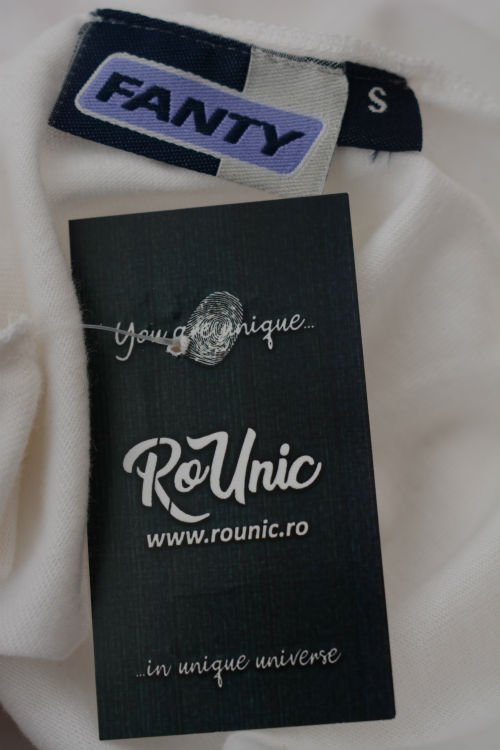 FANTY
S
You are unique...
RoUnic
www.rounic.ro
...in unique universe